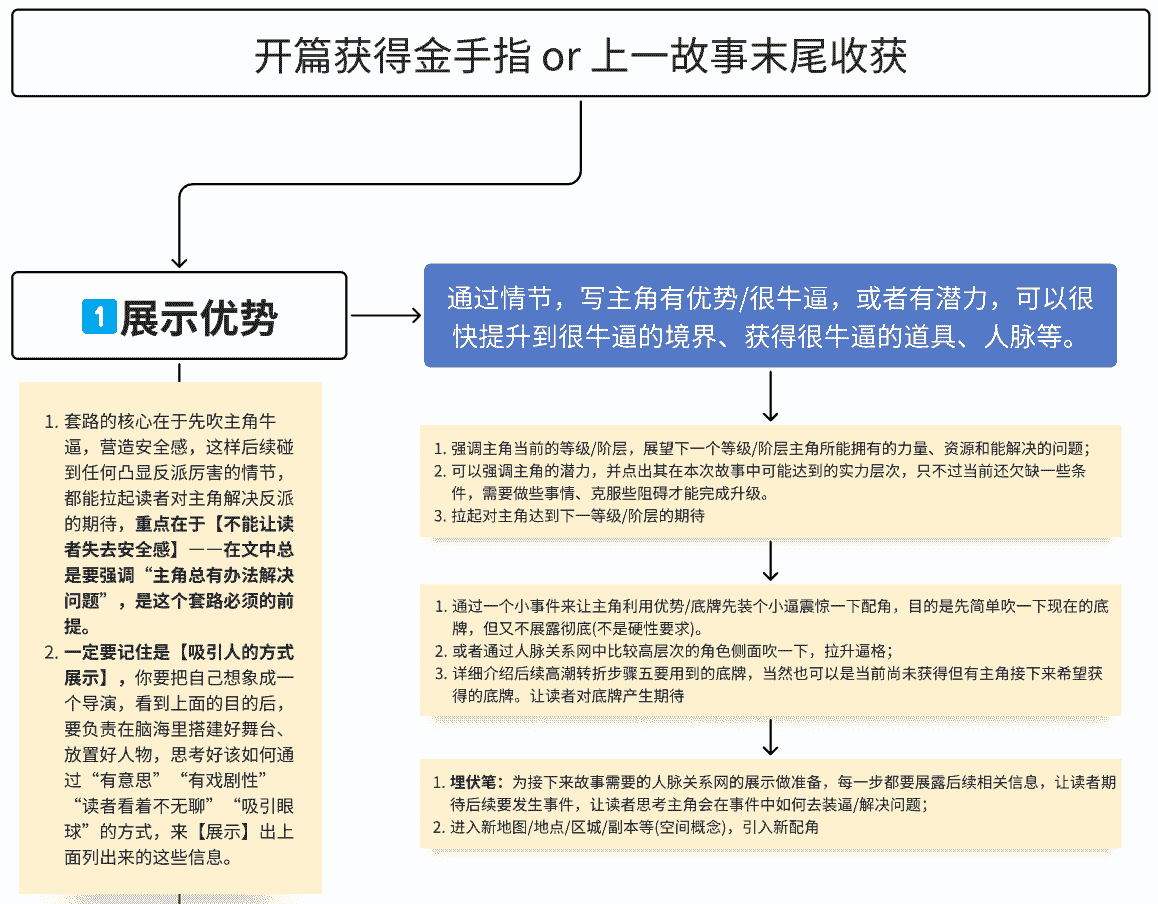 开篇获得金手指 or 上一故事末尾收获
1 展示优势
通过情节，写主角有优势/很牛逼，或者有潜力，可以很
快提升到很牛逼的境界、获得很牛逼的道具、人脉等。
1. 套路的核心在于先吹主角牛
逼，营造安全感，这样后续碰
到任何凸显反派厉害的情节，
都能拉起读者对主角解决反派
的期待，重点在于【不能让读
者失去安全感】——在文中总
是要强调“主角总有办法解决
问题”，是这个套路必须的前
提。
2. 一定要记住是【吸引人的方式
展示】，你要把自己想象成一
个导演，看到上面的目的后，
要负责在脑海里搭建好舞台、
放置好人物，思考好该如何通
过“有意思”“有戏剧性”
“读者看着不无聊”“吸引眼
球”的方式，来【展示】出上
面列出来的这些信息。
1. 强调主角当前的等级/阶层，展望下一个等级/阶层主角所能拥有的力量、资源和能解决的问题；
2. 可以强调主角的潜力，并点出其在本次故事中可能达到的实力层次，只不过当前还欠缺一些条
件，需要做些事情、克服些阻碍才能完成升级。
3. 拉起对主角达到下一等级/阶层的期待
1. 通过一个小事件来让主角利用优势/底牌先装个小逼震惊一下配角，目的是先简单吹一下现在的底
牌，但又不展露彻底(不是硬性要求)。
2. 或者通过人脉关系网中比较高层次的角色侧面吹一下，拉升逼格；
3. 详细介绍后续高潮转折步骤五要用到的底牌，当然也可以是当前尚未获得但有主角接下来希望获
得的底牌。让读者对底牌产生期待
1. 埋伏笔：为接下来故事需要的人脉关系网的展示做准备，每一步都要展露后续相关信息，让读者期
待后续要发生事件，让读者思考主角会在事件中如何去装逼/解决问题；
2. 进入新地图/地点/区城/副本等(空间概念)，引入新配角